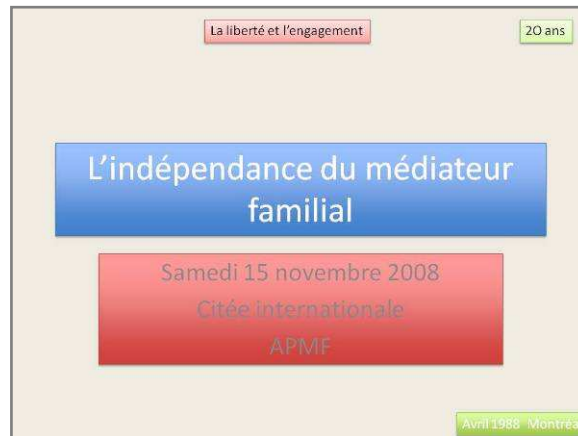 La liberté et l'engagement
2O ans
L'indépendance du médiateur
familial
Samedi 15 novembre 2008
Citée internationale
APMF
Avril 1988 Montréa